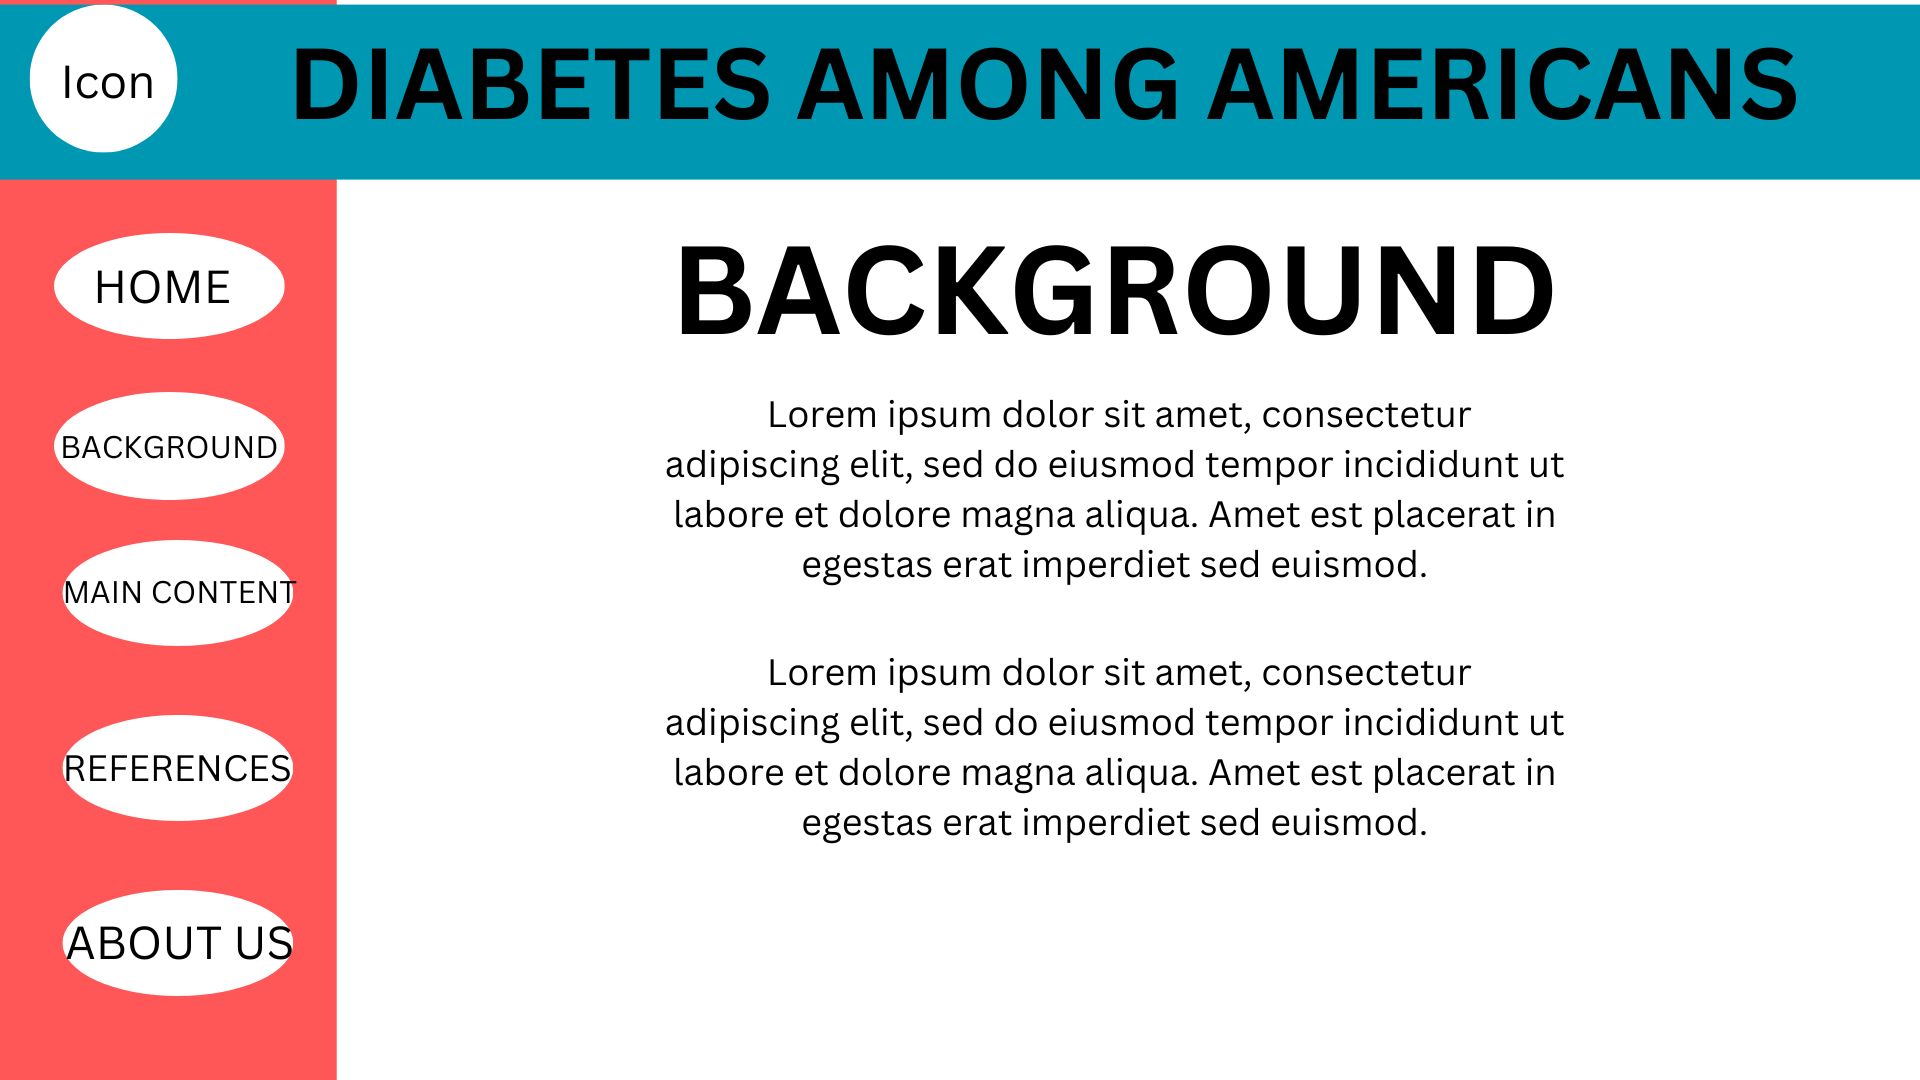 Icon
DIABETES AMONG AMERICANS
HOME
BACKGROUND
MAIN CONTENT
REFERENCES
ABOUT US
BACKGROUND
Lorem ipsum dolor sit amet, consectetur
adipiscing elit, sed do eiusmod tempor incididunt ut
labore et dolore magna aliqua. Amet est placerat in
egestas erat imperdiet sed euismod.
Lorem ipsum dolor sit amet, consectetur
adipiscing elit, sed do eiusmod tempor incididunt ut
labore et dolore magna aliqua. Amet est placerat in
egestas erat imperdiet sed euismod.